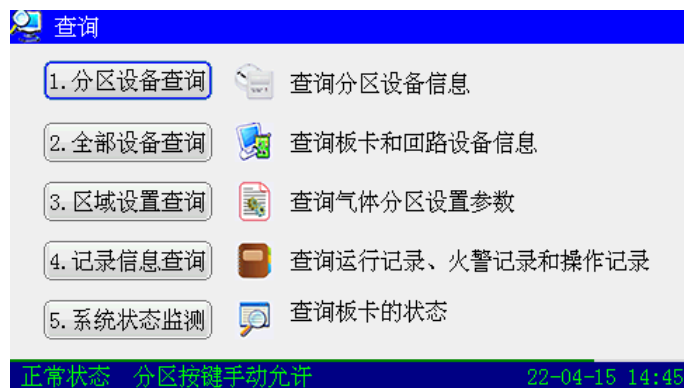 查询
1.分区设备查询 查询分区设备信息
2.全部设备查询 查询板卡和回路设备信息
3.区域设置查询 查询气体分区设置参数
4.记录信息查询 查询运行记录、火警记录和操作记录
5.系统状态监测 查询板卡的状态
正常状态 分区按键手动允许 22-04-15 14:45